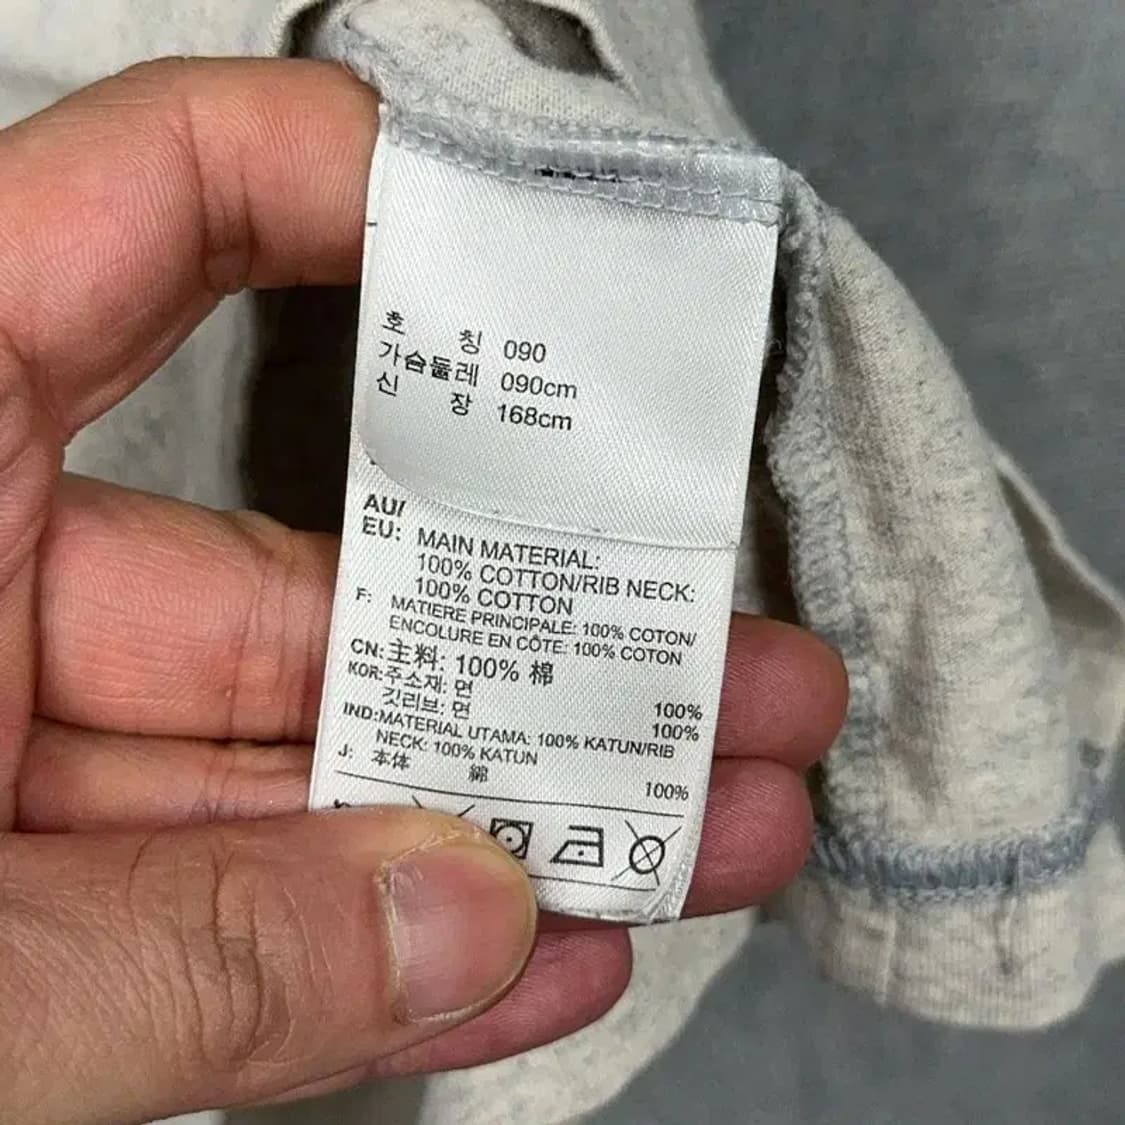 호 칭 090
가슴둘레 090cm
신 장 168cm
AU/
EU: MAIN MATERIAL:
100% COTTON/RIB NECK:
100% COTTON
F: MATIERE PRINCIPALE: 100% COTON/
ENCOLURE EN CÔTE: 100% COTON
CN:主料: 100% 棉
KOR:주소재: 면 100%
깃리브: 면 100%
IND:MATERIAL UTAMA: 100% KATUN/RIB
NECK: 100% KATUN
J: 本体 綿 100%